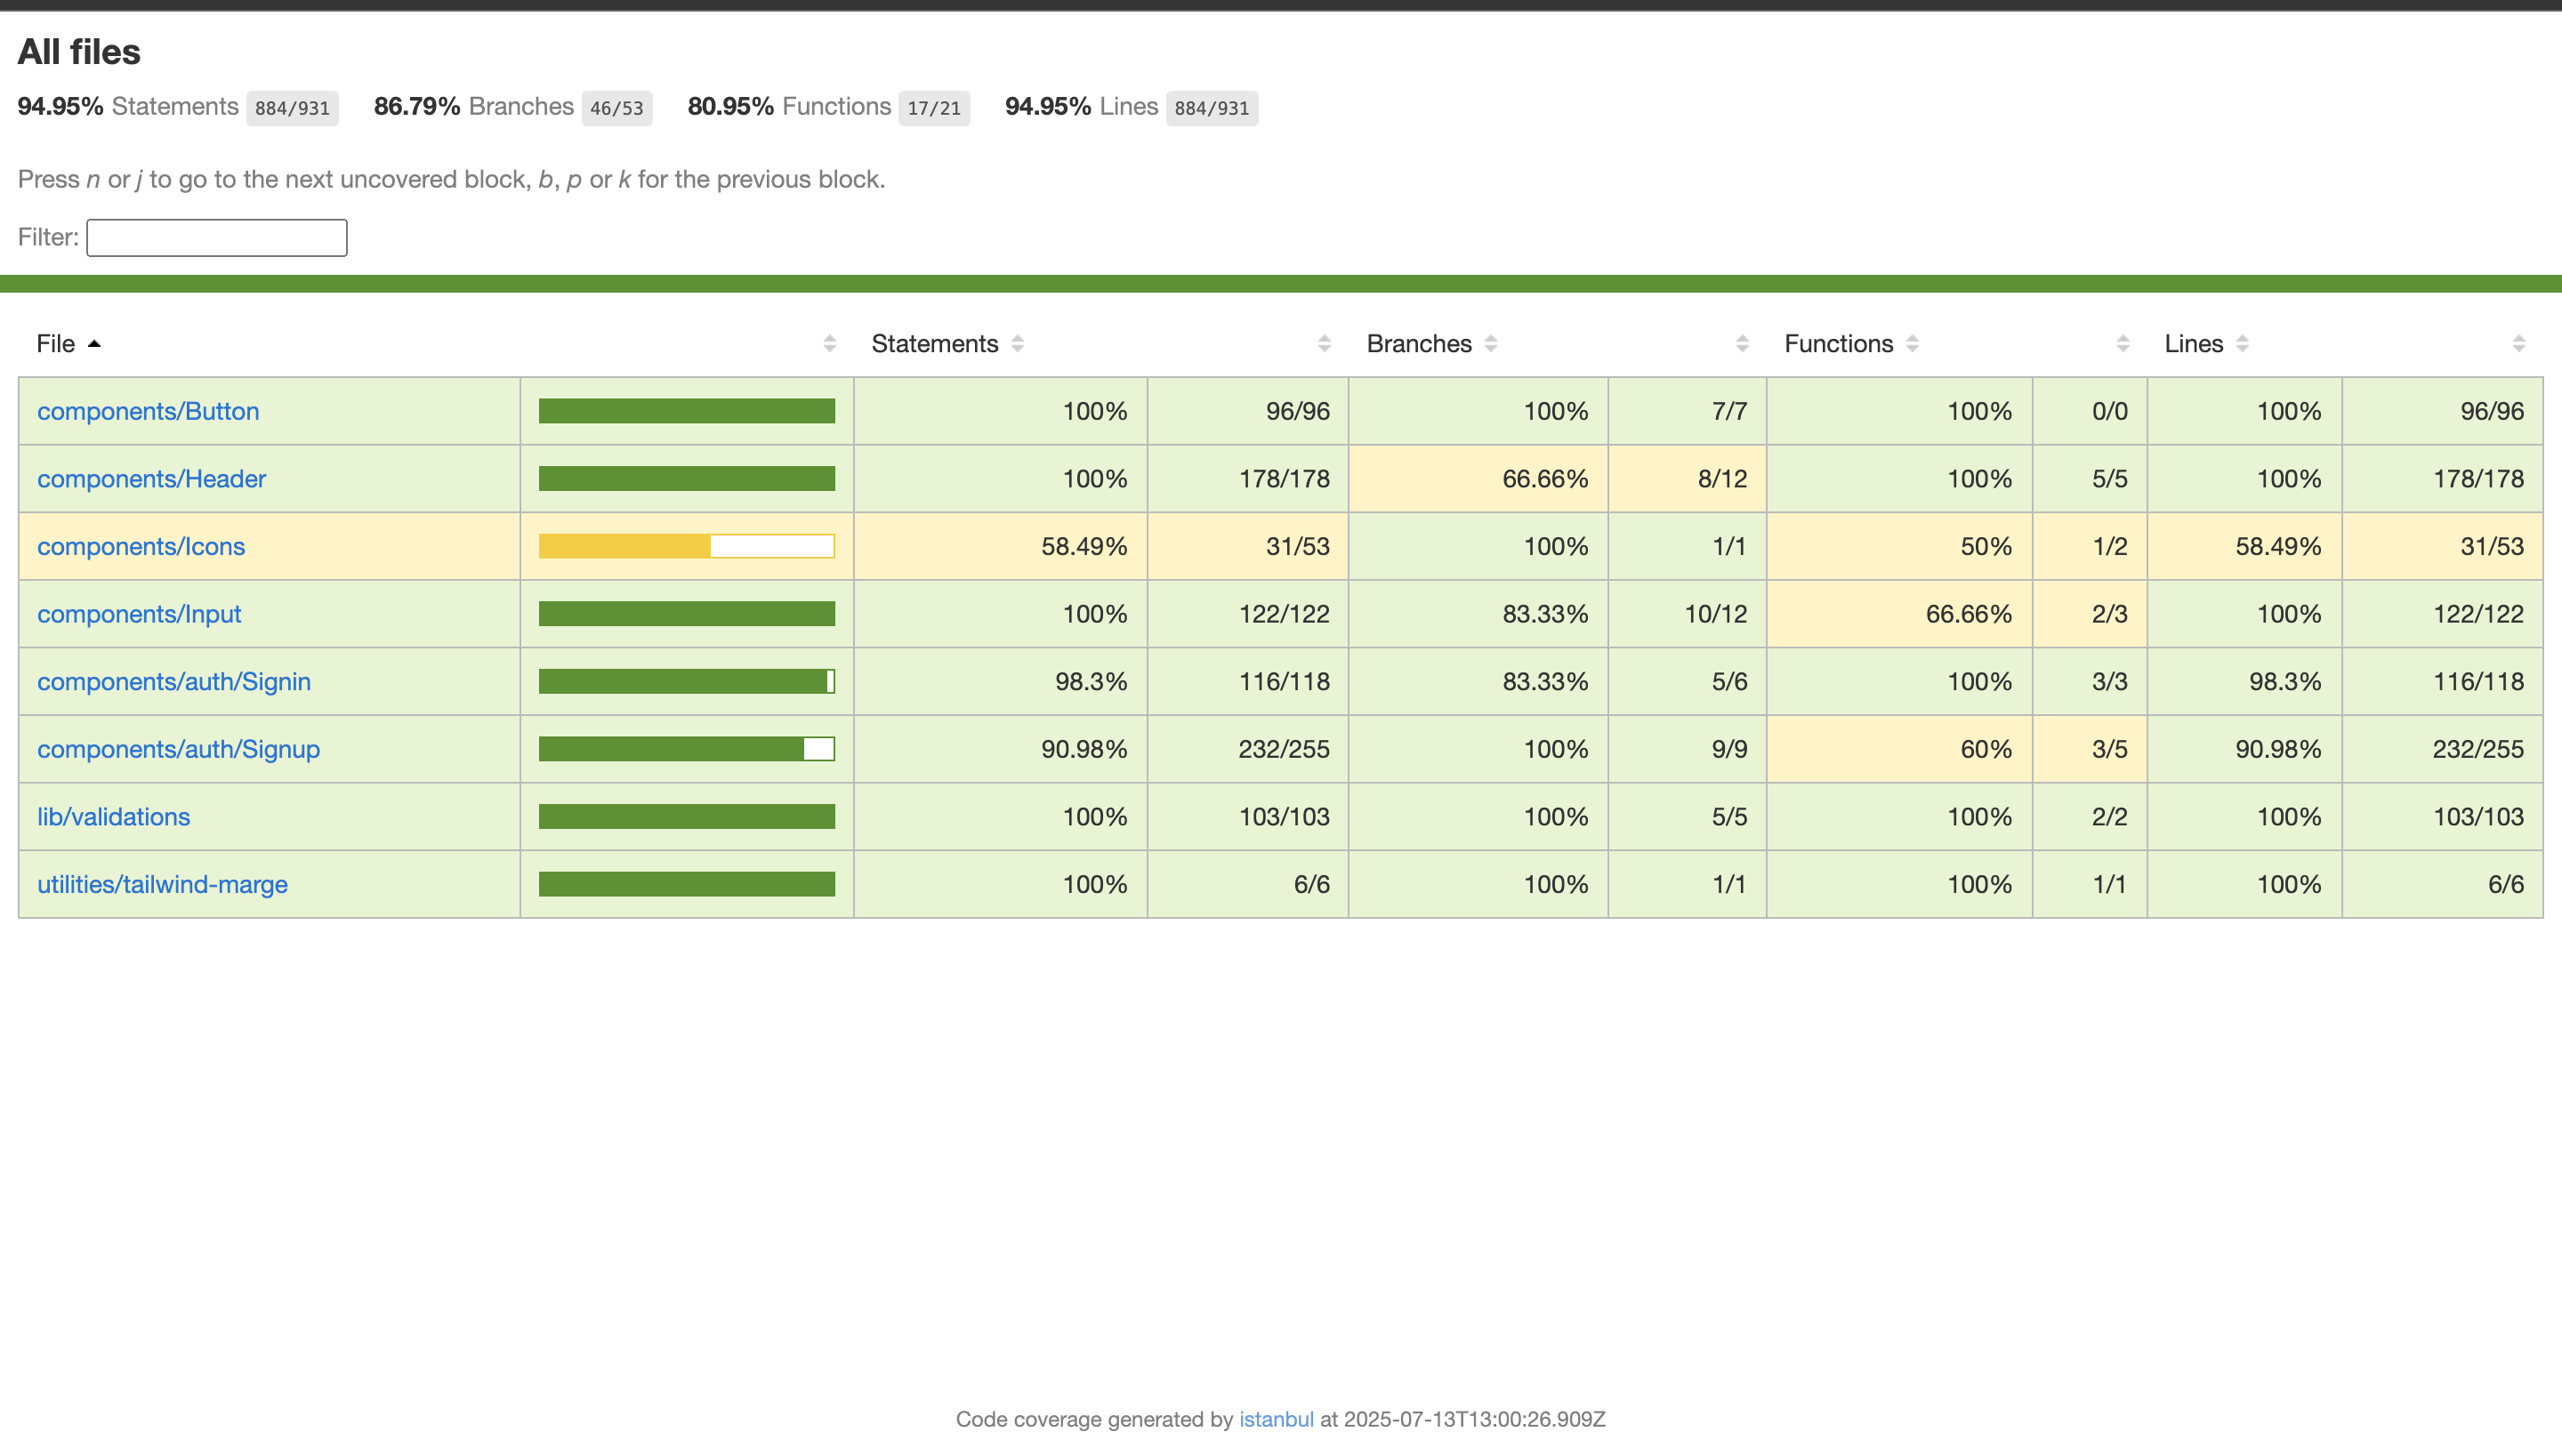 All files
94.95% Statements 884/931 86.79% Branches 46/53 80.95% Functions 17/21 94.95% Lines 884/931
Press n or j to go to the next uncovered block, b, p or k for the previous block.
Filter:
File Statements Branches Functions Lines
components/Button 100% 96/96 100% 7/7 100% 0/0 100% 96/96
components/Header 100% 178/178 66.66% 8/12 100% 5/5 100% 178/178
components/Icons 58.49% 31/53 100% 1/1 50% 1/2 58.49% 31/53
components/Input 100% 122/122 83.33% 10/12 66.66% 2/3 100% 122/122
components/auth/Signin 98.3% 116/118 83.33% 5/6 100% 3/3 98.3% 116/118
components/auth/Signup 90.98% 232/255 100% 9/9 60% 3/5 90.98% 232/255
lib/validations 100% 103/103 100% 5/5 100% 2/2 100% 103/103
utilities/tailwind-marge 100% 6/6 100% 1/1 100% 1/1 100% 6/6
Code coverage generated by istanbul at 2025-07-13T13:00:26.909Z